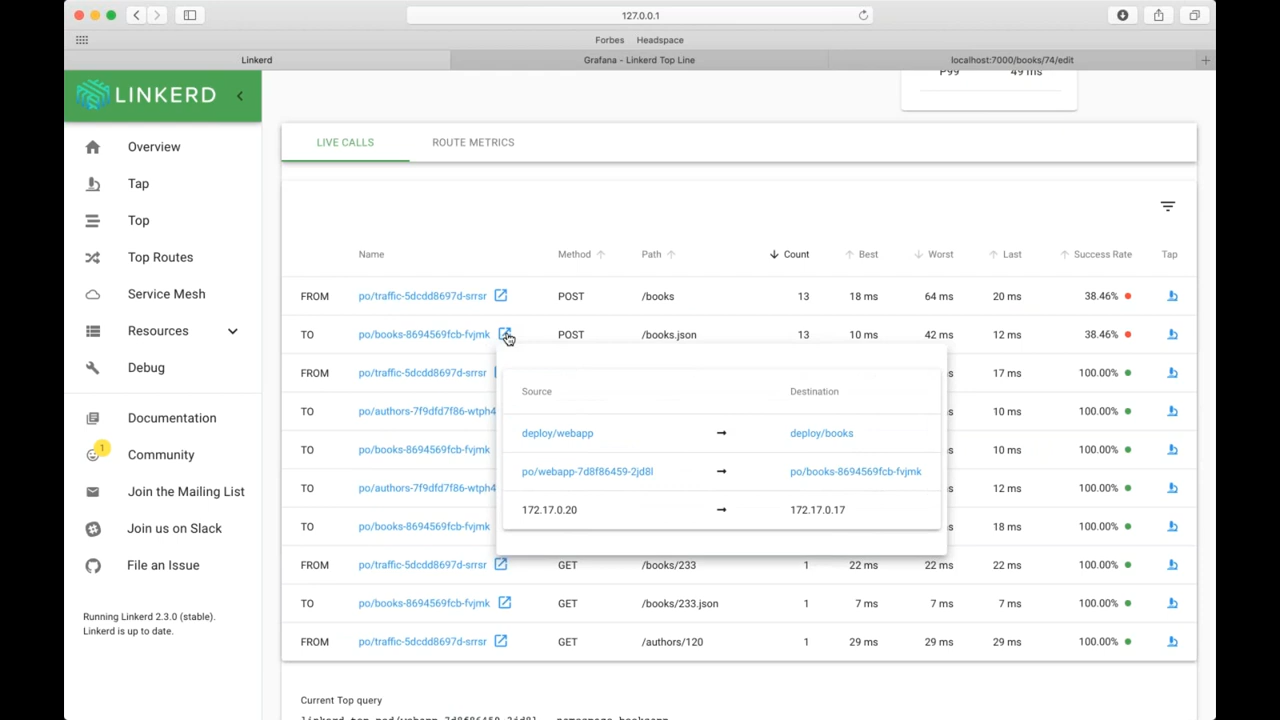 127.0.0.1
Forbes Headspace
Linkerd Grafana - Linkerd Top Line localhost:7000/books/74/edit
LINKERD
P99 49 ms
Overview
Tap
Top
Top Routes
Service Mesh
Resources
Debug
Documentation
1
Community
Join the Mailing List
Join us on Slack
File an Issue
Running Linkerd 2.3.0 (stable).
Linkerd is up to date.
LIVE CALLS ROUTE METRICS
Name Method Path Count Best Worst Last Success Rate Tap
FROM po/traffic-5dcdd8697d-srrsr POST /books 13 18 ms 64 ms 20 ms 38.46%
TO po/books-8694569fcb-fvjmk POST /books.json 13 10 ms 42 ms 12 ms 38.46%
FROM po/traffic-5dcdd8697d-srrsr 17 ms 100.00%
TO po/authors-7f9dfd7f86-wtph4 10 ms 100.00%
TO po/books-8694569fcb-fvjmk 10 ms 100.00%
TO po/authors-7f9dfd7f86-wtph4 12 ms 100.00%
TO po/books-8694569fcb-fvjmk 18 ms 100.00%
FROM po/traffic-5dcdd8697d-srrsr GET /books/233 1 22 ms 22 ms 22 ms 100.00%
TO po/books-8694569fcb-fvjmk GET /books/233.json 1 7 ms 7 ms 7 ms 100.00%
FROM po/traffic-5dcdd8697d-srrsr GET /authors/120 1 29 ms 29 ms 29 ms 100.00%
Source Destination
deploy/webapp → deploy/books
po/webapp-7d8f86459-2jd8l → po/books-8694569fcb-fvjmk
172.17.0.20 → 172.17.0.17
Current Top query
linkerd top pod/webapp-7d8f86459-2jd8l --namespace booksapp